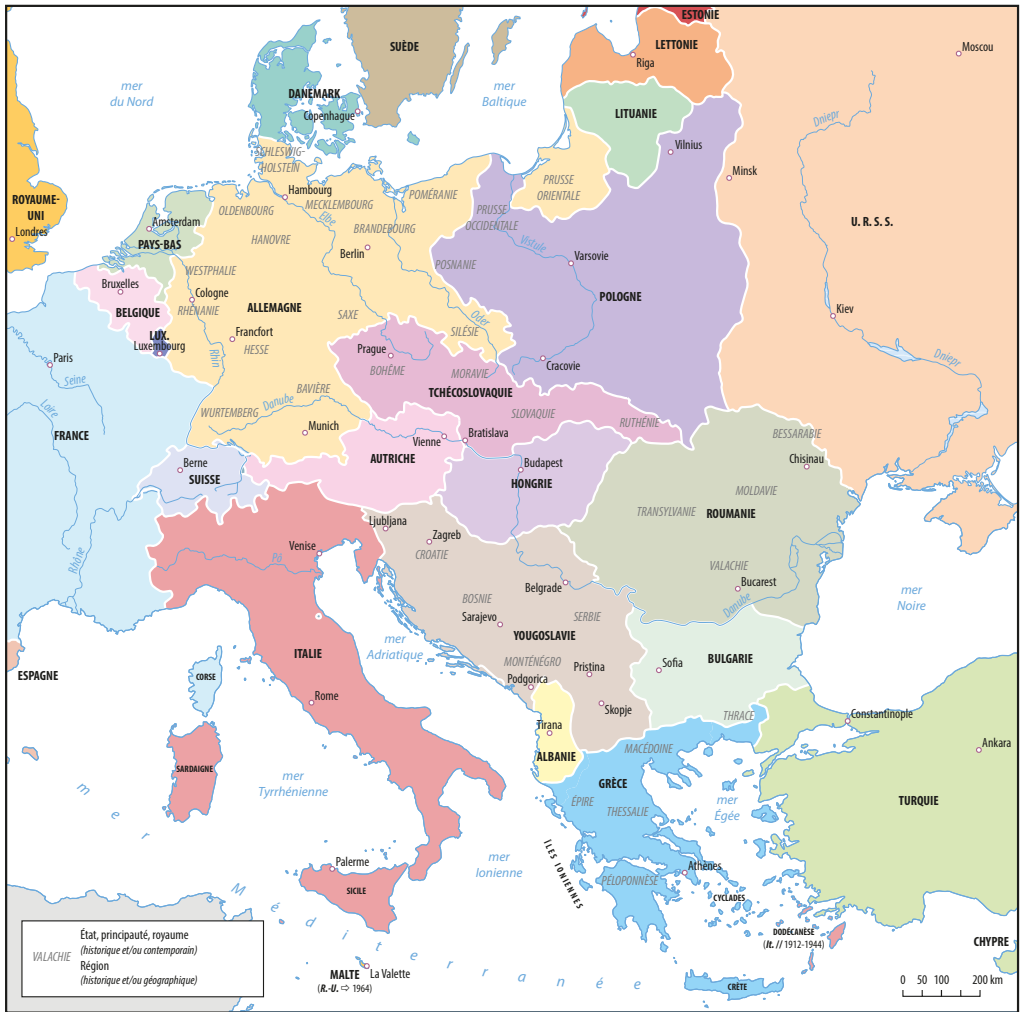 ESTONIE
SUÈDE
LETTONIE
Moscou
Riga
mer
du Nord
DANEMARK
Copenhague
mer
Baltique
LITUANIE
Dniepr
Vilnius
Minsk
SCHLESWIG-
HOLSTEIN
Hambourg
MECKLEMBOURG
POMÉRANIE
PRUSSE
ORIENTALE
ROYAUME-
UNI
Londres
Amsterdam
PAYS-BAS
OLDENBOURG
HANOVRE
Elbe
BRANDEBOURG
Berlin
PRUSSE
OCCIDENTALE
Vistule
U.R.S.S.
POSNANIE
Varsovie
POLOGNE
WESTPHALIE
Bruxelles
BELGIQUE
Cologne
RHÉNANIE
ALLEMAGNE
SAXE
Oder
SILÉSIE
Kiev
LUX.
Luxembourg
Francfort
HESSE
Rhin
Prague
BOHÊME
MORAVIE
Cracovie
Dniepr
Paris
Seine
Loire
TCHÉCOSLOVAQUIE
BAVIÈRE
Danube
WURTEMBERG
Munich
SLOVAQUIE
RUTHÉNIE
FRANCE
Vienne
Bratislava
BESSARABIE
Chisinau
Berne
SUISSE
AUTRICHE
Budapest
HONGRIE
MOLDAVIE
TRANSYLVANIE
ROUMANIE
Ljubljana
Zagreb
CROATIE
Venise
Pô
Rhône
VALACHIE
Bucarest
Danube
Belgrade
mer
Noire
BOSNIE
Sarajevo
SERBIE
YOUGOSLAVIE
mer
Adriatique
ITALIE
MONTÉNÉGRO
Podgorica
Pristina
Sofia
BULGARIE
ESPAGNE
CORSE
Rome
Skopje
THRACE
Constantinople
Tirana
ALBANIE
MACÉDOINE
Ankara
SARDAIGNE
mer
Tyrrhénienne
GRÈCE
ÉPIRE
THESSALIE
mer
Égée
TURQUIE
ÎLES IONIENNES
mer
Ionienne
Palerme
SICILE
Athènes
PÉLOPONNÈSE
CYCLADES
DODÉCANÈSE
(It. // 1912-1944)
CHYPRE
mer Méditerranée
MALTE
La Valette
(R.-U. ⇨ 1964)
CRÈTE
État, principauté, royaume
(historique et/ou contemporain)
VALACHIE
Région
(historique et/ou géographique)
0 50 100 200 km